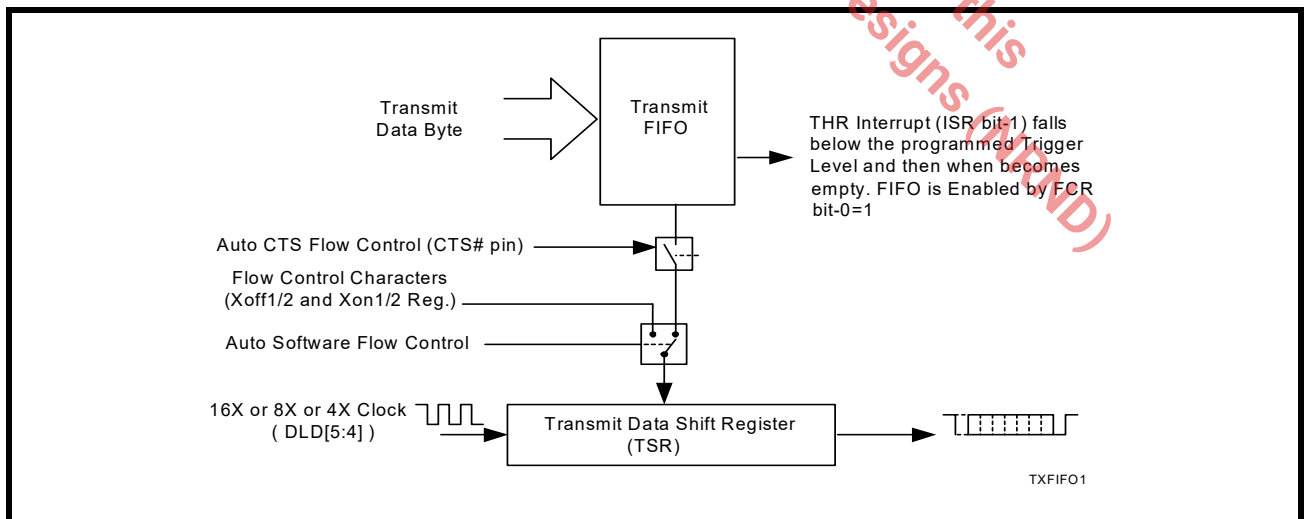 this
esigns (NRND)
Transmit
Data Byte
Transmit
FIFO
THR Interrupt (ISR bit-1) falls
below the programmed Trigger
Level and then when becomes
empty. FIFO is Enabled by FCR
bit-0=1
Auto CTS Flow Control (CTS# pin)
Flow Control Characters
(Xoff1/2 and Xon1/2 Reg.)
Auto Software Flow Control
16X or 8X or 4X Clock
( DLD[5:4] )
Transmit Data Shift Register
(TSR)
TXFIFO1